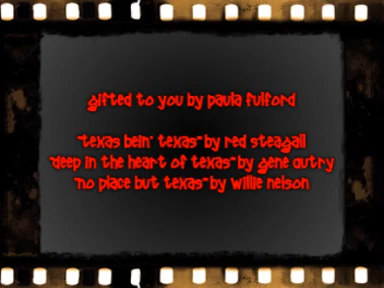 gifted to you by paula fulford
"texas bein' texas" by red steagall
"deep in the heart of texas" by gene autry
"no place but texas" by willie nelson